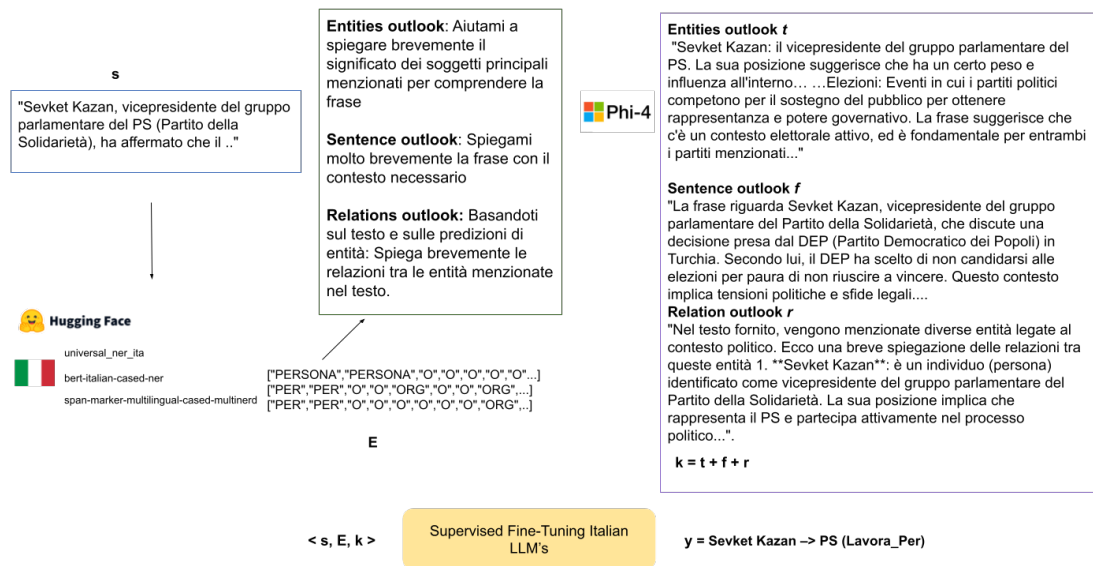 s
"Sevket Kazan, vicepresidente del gruppo
parlamentare del PS (Partito della
Solidarietà), ha affermato che il .."
Hugging Face
universal_ner_ita
bert-italian-cased-ner
span-marker-multilingual-cased-multinerd
Entities outlook: Aiutami a
spiegare brevemente il
significato dei soggetti principali
menzionati per comprendere la
frase
Sentence outlook: Spiegami
molto brevemente la frase con il
contesto necessario
Relations outlook: Basandoti
sul testo e sulle predizioni di
entità: Spiega brevemente le
relazioni tra le entità menzionate
nel testo.
["PERSONA","PERSONA","O","O","O","O","O"...]
["PER","PER","O","O","ORG","O","O","ORG",...]
["PER","PER","O","O","O","O","O","O","ORG",..]
E
Phi-4
Entities outlook t
"Sevket Kazan: il vicepresidente del gruppo parlamentare del
PS. La sua posizione suggerisce che ha un certo peso e
influenza all'interno… …Elezioni: Eventi in cui i partiti politici
competono per il sostegno del pubblico per ottenere
rappresentanza e potere governativo. La frase suggerisce che
c'è un contesto elettorale attivo, ed è fondamentale per entrambi
i partiti menzionati..."
Sentence outlook f
"La frase riguarda Sevket Kazan, vicepresidente del gruppo
parlamentare del Partito della Solidarietà, che discute una
decisione presa dal DEP (Partito Democratico dei Popoli) in
Turchia. Secondo lui, il DEP ha scelto di non candidarsi alle
elezioni per paura di non riuscire a vincere. Questo contesto
implica tensioni politiche e sfide legali....
Relation outlook r
"Nel testo fornito, vengono menzionate diverse entità legate al
contesto politico. Ecco una breve spiegazione delle relazioni tra
queste entità 1. **Sevket Kazan**: è un individuo (persona)
identificato come vicepresidente del gruppo parlamentare del
Partito della Solidarietà. La sua posizione implica che
rappresenta il PS e partecipa attivamente nel processo
politico...".
k = t + f + r
< s, E, k >
Supervised Fine-Tuning Italian
LLM's
y = Sevket Kazan –> PS (Lavora_Per)